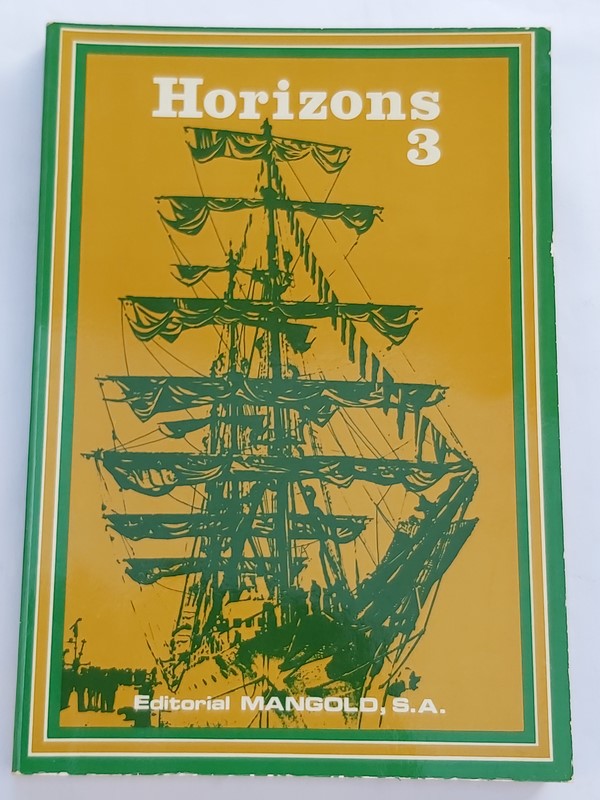 Horizons
3
Editorial MANGOLD, S.A.